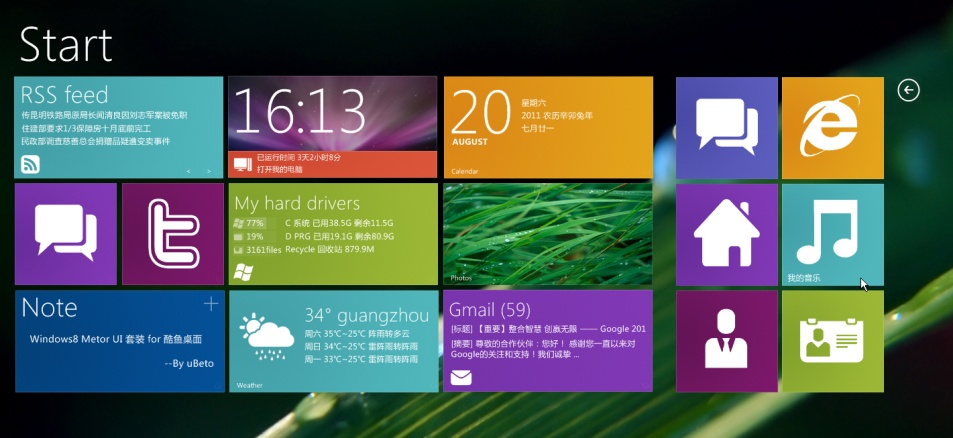 Start
RSS feed
传昆明铁路局原局长闻清良因刘志军案被免职
住建部要求1/3保障房十月底前完工
民政部调查慈善总会捐赠品疑遭变卖事件
16:13
已运行时间 3天2小时8分
打开我的电脑
20
AUGUST
星期六
2011 农历辛卯兔年
七月廿一
Calendar
My hard drivers
77% C 系统 已用38.5G 剩余11.5G
19% D PRG 已用19.1G 剩余80.9G
3161files Recycle 回收站 879.9M
Photos
我的音乐
Note
Windows8 Metor UI 套装 for 酷鱼桌面
--By uBeto
34° guangzhou
周六 35℃~25℃ 阵雨转多云
周日 34℃~25℃ 雷阵雨转阵雨
周一 33℃~25℃ 雷阵雨转阵雨
Weather
Gmail (59)
[标题] 【重要】整合智慧 创赢无限 —— Google 201
[摘要] 尊敬的合作伙伴：您好！ 感谢您一直以来对
Google的关注和支持！我们诚挚 ...